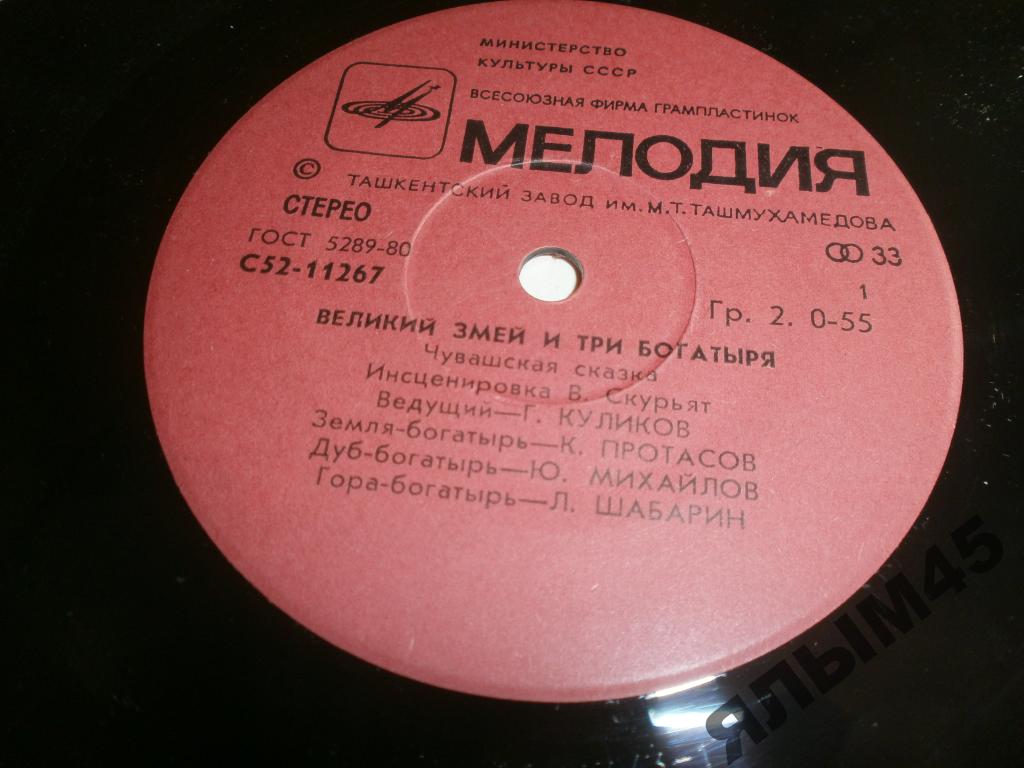 МИНИСТЕРСТВО
КУЛЬТУРЫ СССР
ВСЕСОЮЗНАЯ ФИРМА ГРАМПЛАСТИНОК
МЕЛОДИЯ
© ТАШКЕНТСКИЙ ЗАВОД ИМ. М.Т. ТАШМУХАМЕДОВА
СТЕРЕО
ГОСТ 5289-80
С52-11267
33
1
Гр. 2. 0-55
ВЕЛИКИЙ ЗМЕЙ И ТРИ БОГАТЫРЯ
Чувашская сказка
Инсценировка В. Скурьят
Ведущий—Г. КУЛИКОВ
Земля-богатырь—К. ПРОТАСОВ
Дуб-богатырь—Ю. МИХАЙЛОВ
Гора-богатырь—Л. ШАБАРИН
ЯЛЫМ45